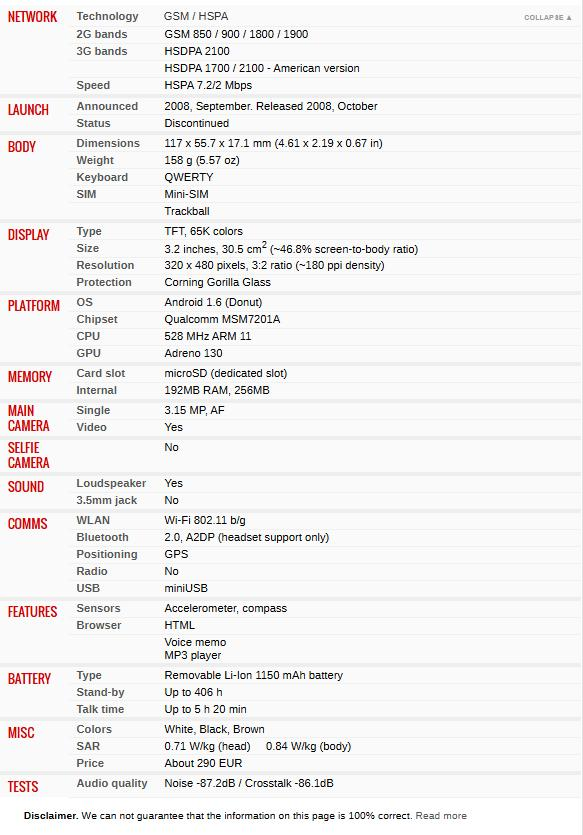 NETWORK Technology GSM / HSPA COLLAPSE ▲
2G bands GSM 850 / 900 / 1800 / 1900
3G bands HSDPA 2100
HSDPA 1700 / 2100 - American version
Speed HSPA 7.2/2 Mbps
LAUNCH Announced 2008, September. Released 2008, October
Status Discontinued
BODY Dimensions 117 x 55.7 x 17.1 mm (4.61 x 2.19 x 0.67 in)
Weight 158 g (5.57 oz)
Keyboard QWERTY
SIM Mini-SIM
Trackball
DISPLAY Type TFT, 65K colors
Size 3.2 inches, 30.5 cm2 (~46.8% screen-to-body ratio)
Resolution 320 x 480 pixels, 3:2 ratio (~180 ppi density)
Protection Corning Gorilla Glass
PLATFORM OS Android 1.6 (Donut)
Chipset Qualcomm MSM7201A
CPU 528 MHz ARM 11
GPU Adreno 130
MEMORY Card slot microSD (dedicated slot)
Internal 192MB RAM, 256MB
MAIN CAMERA Single 3.15 MP, AF
Video Yes
SELFIE CAMERA No
SOUND Loudspeaker Yes
3.5mm jack No
COMMS WLAN Wi-Fi 802.11 b/g
Bluetooth 2.0, A2DP (headset support only)
Positioning GPS
Radio No
USB miniUSB
FEATURES Sensors Accelerometer, compass
Browser HTML
Voice memo
MP3 player
BATTERY Type Removable Li-Ion 1150 mAh battery
Stand-by Up to 406 h
Talk time Up to 5 h 20 min
MISC Colors White, Black, Brown
SAR 0.71 W/kg (head) 0.84 W/kg (body)
Price About 290 EUR
TESTS Audio quality Noise -87.2dB / Crosstalk -86.1dB
Disclaimer. We can not guarantee that the information on this page is 100% correct. Read more